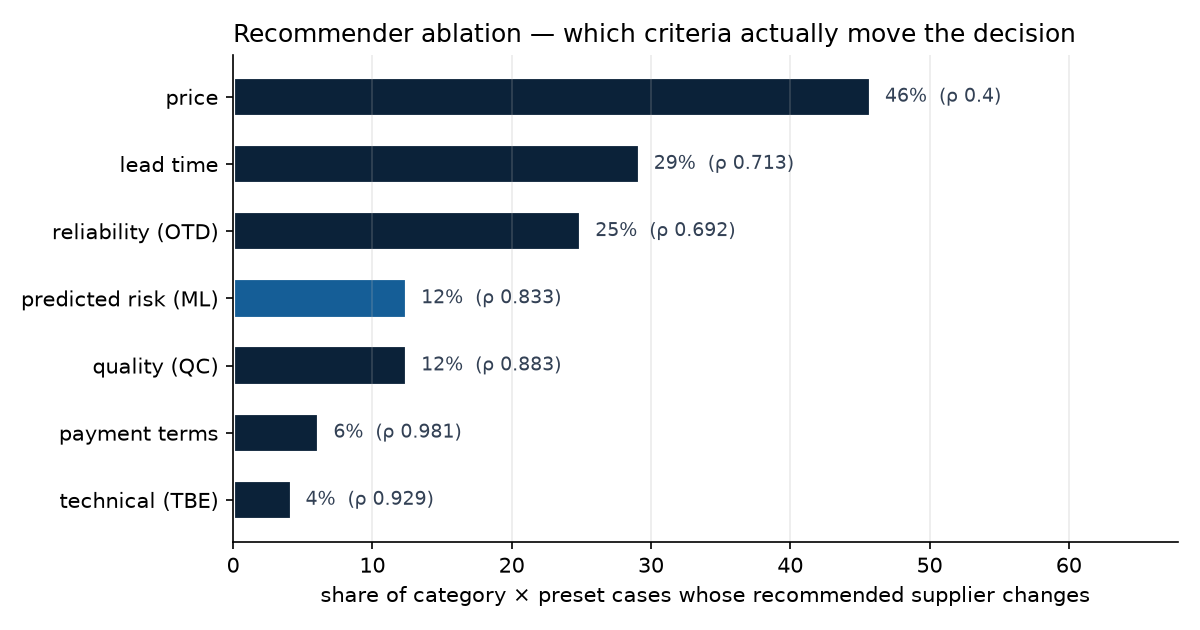 Recommender ablation — which criteria actually move the decision
price
46% (ρ 0.4)
lead time
29% (ρ 0.713)
reliability (OTD)
25% (ρ 0.692)
predicted risk (ML)
12% (ρ 0.833)
quality (QC)
12% (ρ 0.883)
payment terms
6% (ρ 0.981)
technical (TBE)
4% (ρ 0.929)
0 10 20 30 40 50 60
share of category × preset cases whose recommended supplier changes